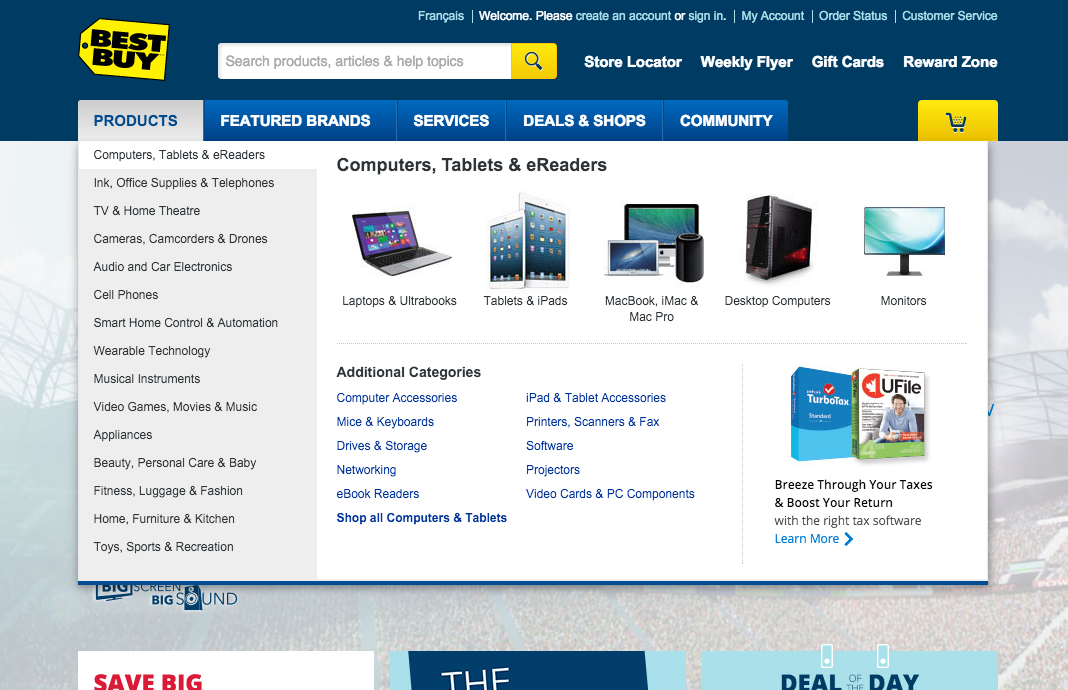 Français
Welcome. Please create an account or sign in.
My Account
Order Status
Customer Service
BEST BUY
Search products, articles & help topics
Store Locator
Weekly Flyer
Gift Cards
Reward Zone
PRODUCTS
FEATURED BRANDS
SERVICES
DEALS & SHOPS
COMMUNITY
Computers, Tablets & eReaders
Ink, Office Supplies & Telephones
TV & Home Theatre
Cameras, Camcorders & Drones
Audio and Car Electronics
Cell Phones
Smart Home Control & Automation
Wearable Technology
Musical Instruments
Video Games, Movies & Music
Appliances
Beauty, Personal Care & Baby
Fitness, Luggage & Fashion
Home, Furniture & Kitchen
Toys, Sports & Recreation
Computers, Tablets & eReaders
Laptops & Ultrabooks
Tablets & iPads
MacBook, iMac &
Mac Pro
Desktop Computers
Monitors
Additional Categories
Computer Accessories
Mice & Keyboards
Drives & Storage
Networking
eBook Readers
Shop all Computers & Tablets
iPad & Tablet Accessories
Printers, Scanners & Fax
Software
Projectors
Video Cards & PC Components
TurboTax
Standard
UFile
Breeze Through Your Taxes
& Boost Your Return
with the right tax software
Learn More
BIG SCREEN
BIG SOUND
SAVE BIG
THE
DEAL OF THE DAY